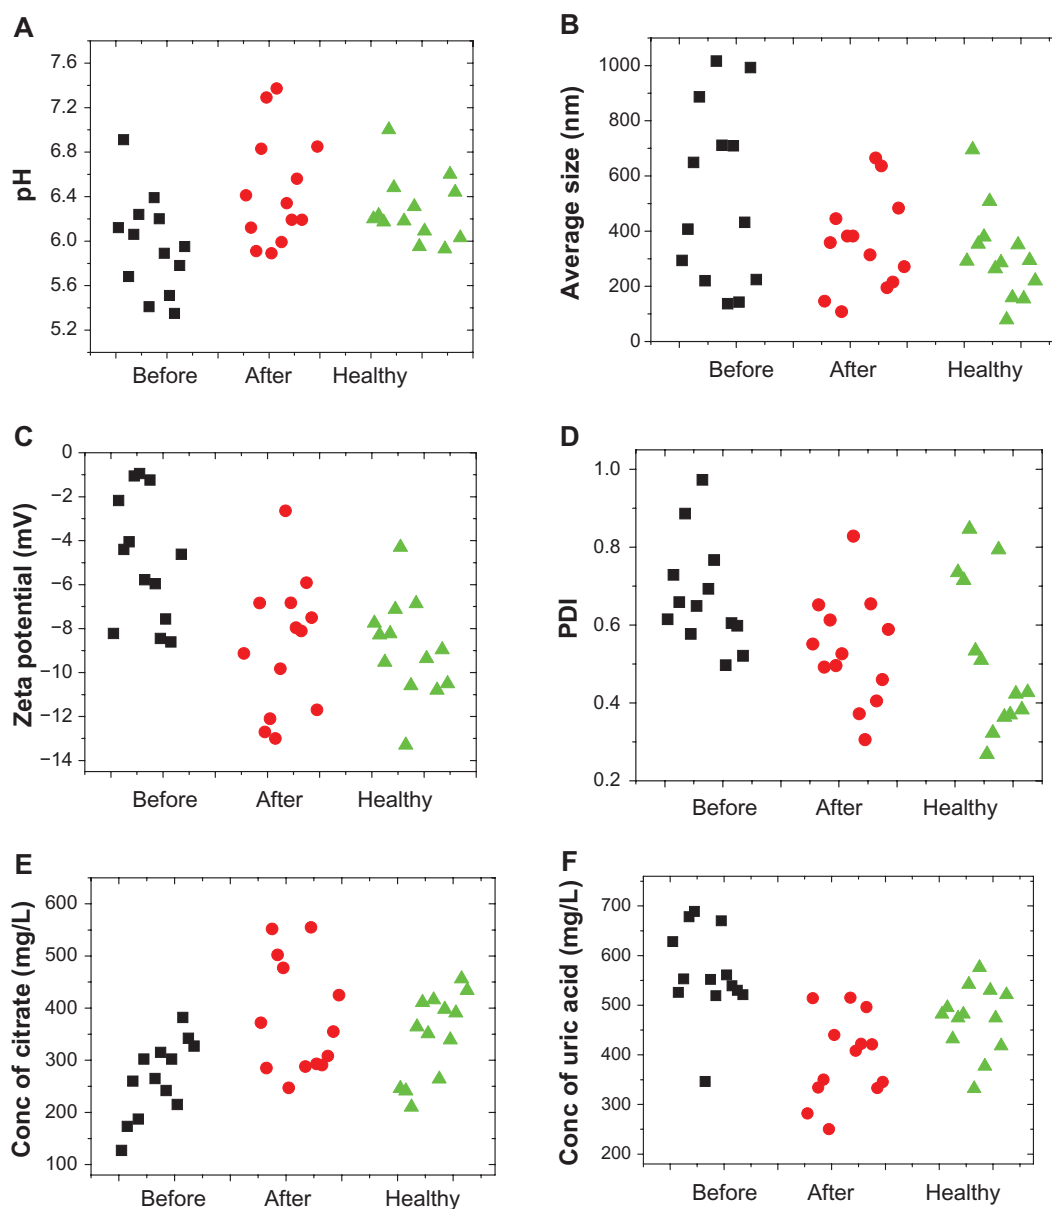 A
pH
7.6
7.2
6.8
6.4
6.0
5.6
5.2
Before After Healthy
B
Average size (nm)
1000
800
600
400
200
0
Before After Healthy
C
Zeta potential (mV)
0
−2
−4
−6
−8
−10
−12
−14
Before After Healthy
D
PDI
1.0
0.8
0.6
0.4
0.2
Before After Healthy
E
Conc of citrate (mg/L)
600
500
400
300
200
100
Before After Healthy
F
Conc of uric acid (mg/L)
700
600
500
400
300
200
Before After Healthy